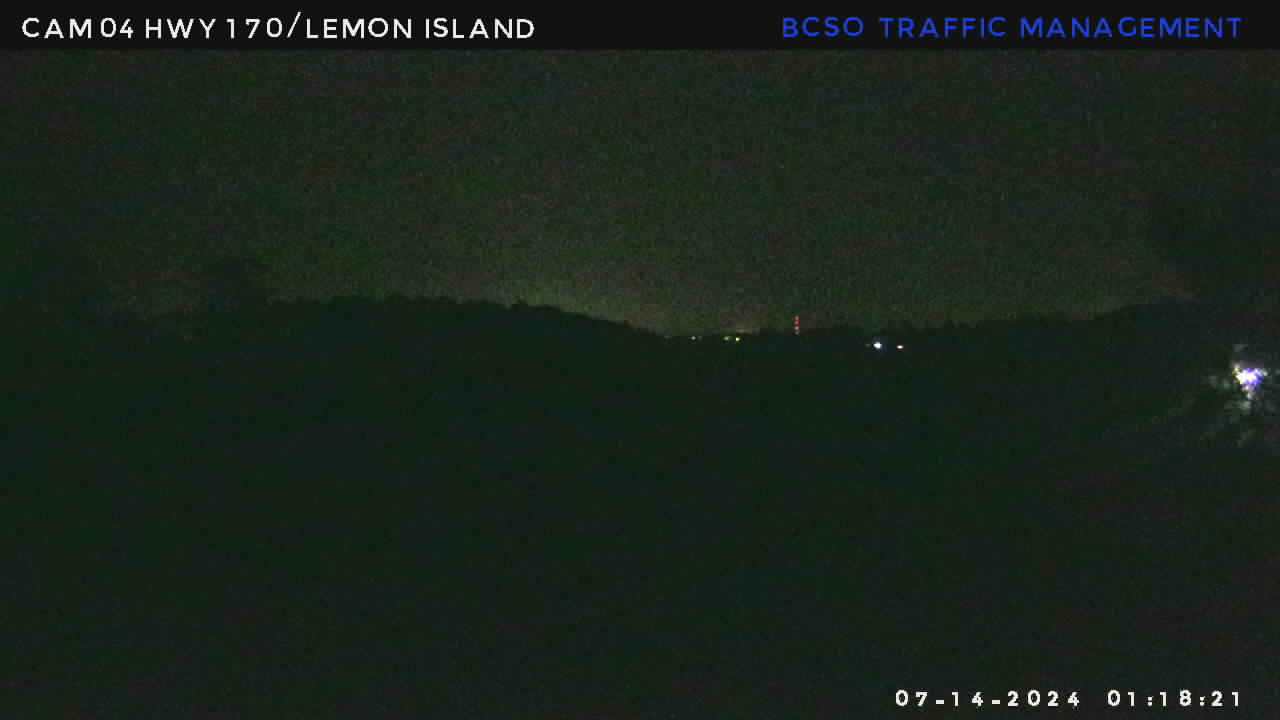 CAM04 HWY 170/LEMON ISLAND
BCSO TRAFFIC MANAGEMENT
07-14-2024 01:18:21